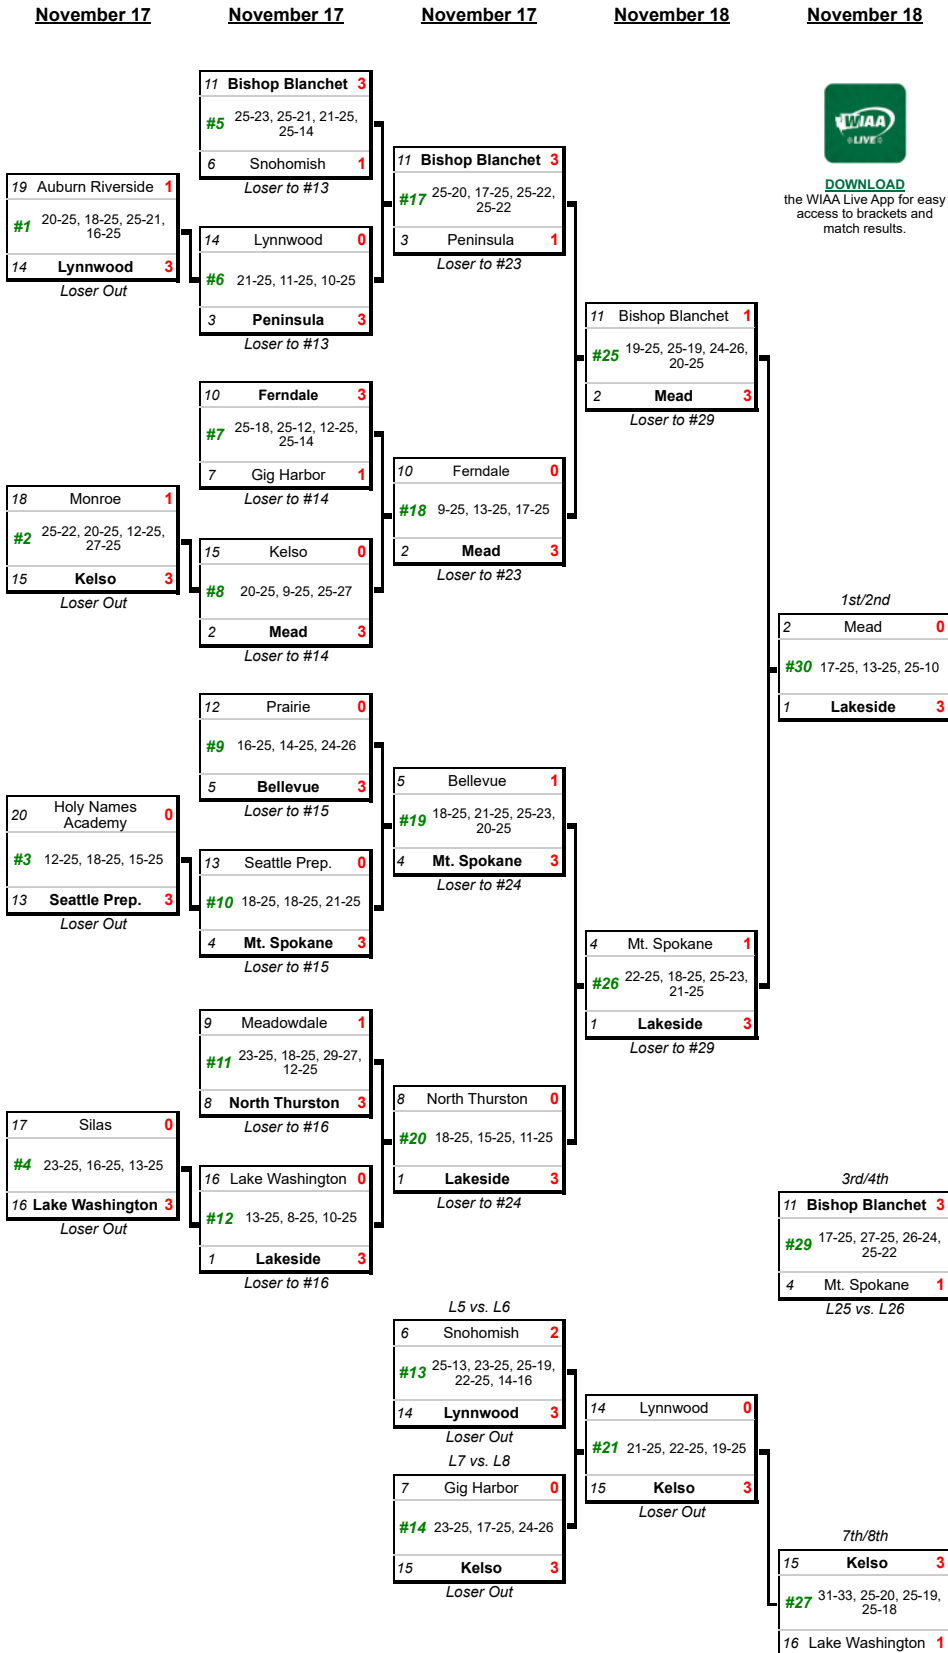 November 17
November 17
November 17
November 18
November 18
19 Auburn Riverside 1
#1 20-25, 18-25, 25-21,
16-25
14 Lynnwood 3
Loser Out
18 Monroe 1
#2 25-22, 20-25, 12-25,
27-25
15 Kelso 3
Loser Out
20 Holy Names
Academy 0
#3 12-25, 18-25, 15-25
13 Seattle Prep. 3
Loser Out
17 Silas 0
#4 23-25, 16-25, 13-25
16 Lake Washington 3
Loser Out
11 Bishop Blanchet 3
#5 25-23, 25-21, 21-25,
25-14
6 Snohomish 1
Loser to #13
14 Lynnwood 0
#6 21-25, 11-25, 10-25
3 Peninsula 3
Loser to #13
10 Ferndale 3
#7 25-18, 25-12, 12-25,
25-14
7 Gig Harbor 1
Loser to #14
15 Kelso 0
#8 20-25, 9-25, 25-27
2 Mead 3
Loser to #14
12 Prairie 0
#9 16-25, 14-25, 24-26
5 Bellevue 3
Loser to #15
13 Seattle Prep. 0
#10 18-25, 18-25, 21-25
4 Mt. Spokane 3
Loser to #15
9 Meadowdale 1
#11 23-25, 18-25, 29-27,
12-25
8 North Thurston 3
Loser to #16
16 Lake Washington 0
#12 13-25, 8-25, 10-25
1 Lakeside 3
Loser to #16
11 Bishop Blanchet 3
#17 25-20, 17-25, 25-22,
25-22
3 Peninsula 1
Loser to #23
10 Ferndale 0
#18 9-25, 13-25, 17-25
2 Mead 3
Loser to #23
5 Bellevue 1
#19 18-25, 21-25, 25-23,
20-25
4 Mt. Spokane 3
Loser to #24
8 North Thurston 0
#20 18-25, 15-25, 11-25
1 Lakeside 3
Loser to #24
L5 vs. L6
6 Snohomish 2
#13 25-13, 23-25, 25-19,
22-25, 14-16
14 Lynnwood 3
Loser Out
L7 vs. L8
7 Gig Harbor 0
#14 23-25, 17-25, 24-26
15 Kelso 3
Loser Out
11 Bishop Blanchet 1
#25 19-25, 25-19, 24-26,
20-25
2 Mead 3
Loser to #29
4 Mt. Spokane 1
#26 22-25, 18-25, 25-23,
21-25
1 Lakeside 3
Loser to #29
14 Lynnwood 0
#21 21-25, 22-25, 19-25
15 Kelso 3
Loser Out
WIAA
LIVE
DOWNLOAD
the WIAA Live App for easy
access to brackets and
match results.
1st/2nd
2 Mead 0
#30 17-25, 13-25, 25-10
1 Lakeside 3
3rd/4th
11 Bishop Blanchet 3
#29 17-25, 27-25, 26-24,
25-22
4 Mt. Spokane 1
L25 vs. L26
7th/8th
15 Kelso 3
#27 31-33, 25-20, 25-19,
25-18
16 Lake Washington 1